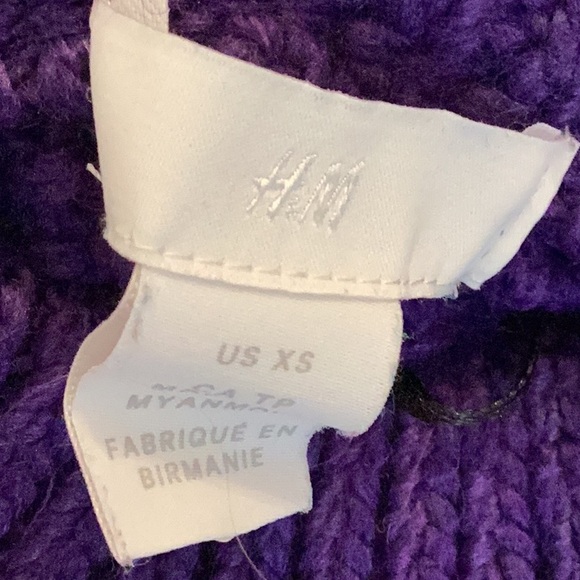 H&M
US XS
FABRIQUÉ EN
BIRMANIE